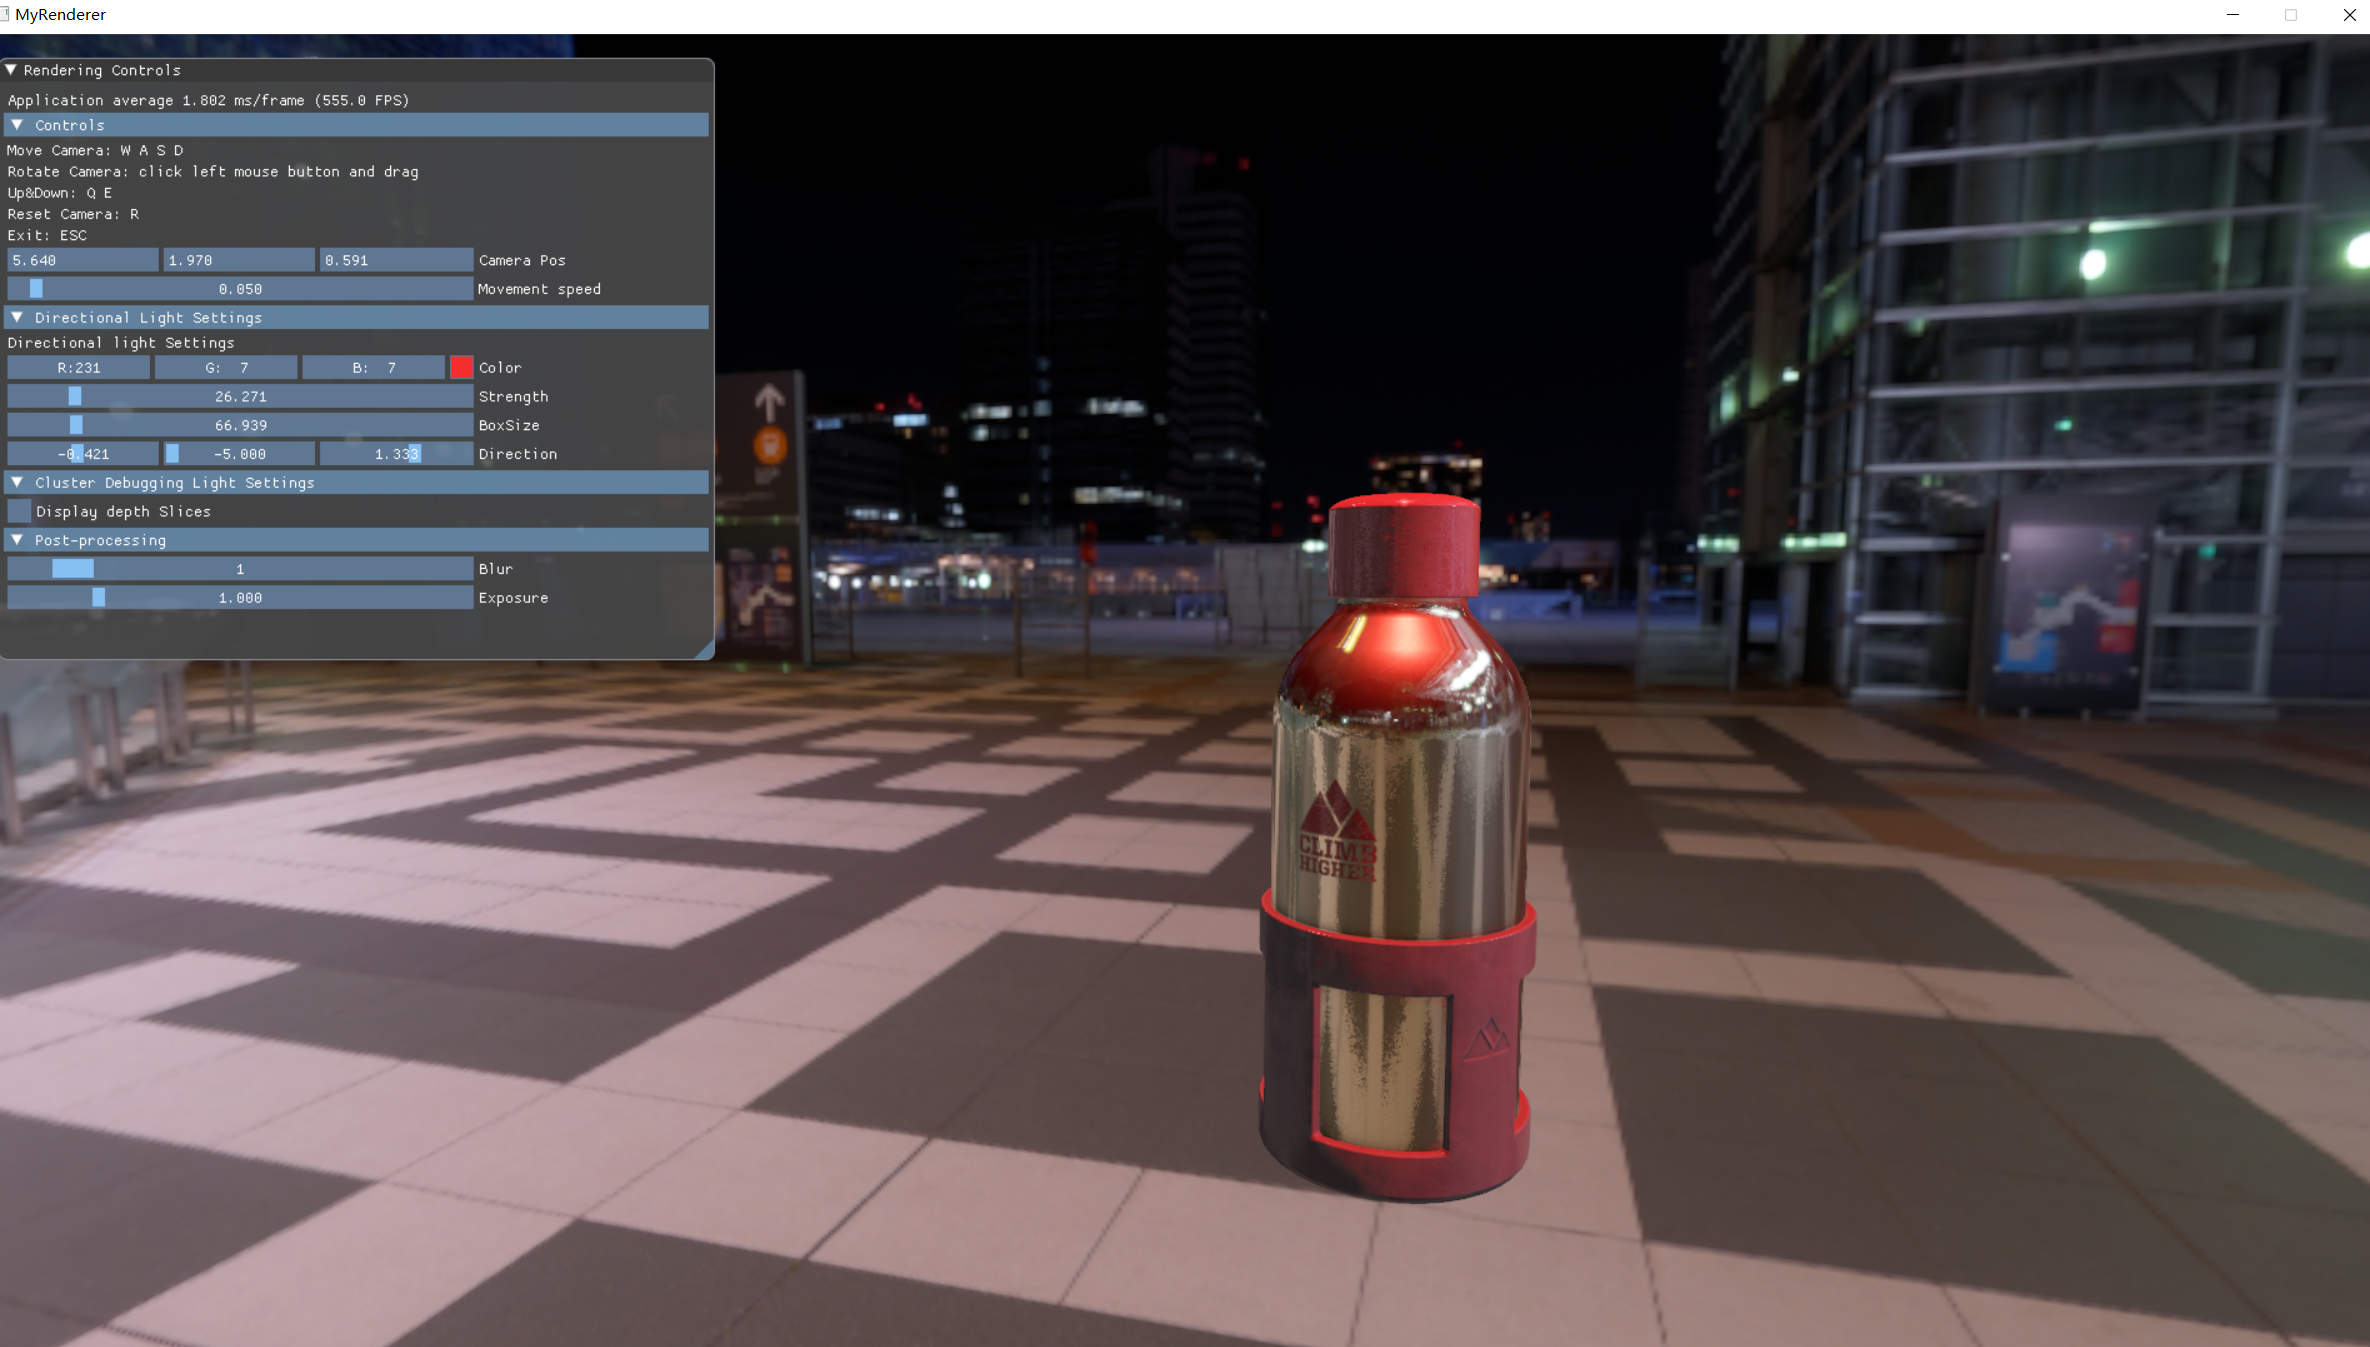 MyRenderer
Rendering Controls
Application average 1.802 ms/frame (555.0 FPS)
Controls
Move Camera: W A S D
Rotate Camera: click left mouse button and drag
Up&Down: Q E
Reset Camera: R
Exit: ESC
5.640 1.970 0.591 Camera Pos
0.050 Movement speed
Directional Light Settings
Directional light Settings
R:231 G: 7 B: 7 Color
26.271 Strength
66.939 BoxSize
-0.421 -5.000 1.333 Direction
Cluster Debugging Light Settings
Display depth Slices
Post-processing
1 Blur
1.000 Exposure
CLIMB
HIGHER